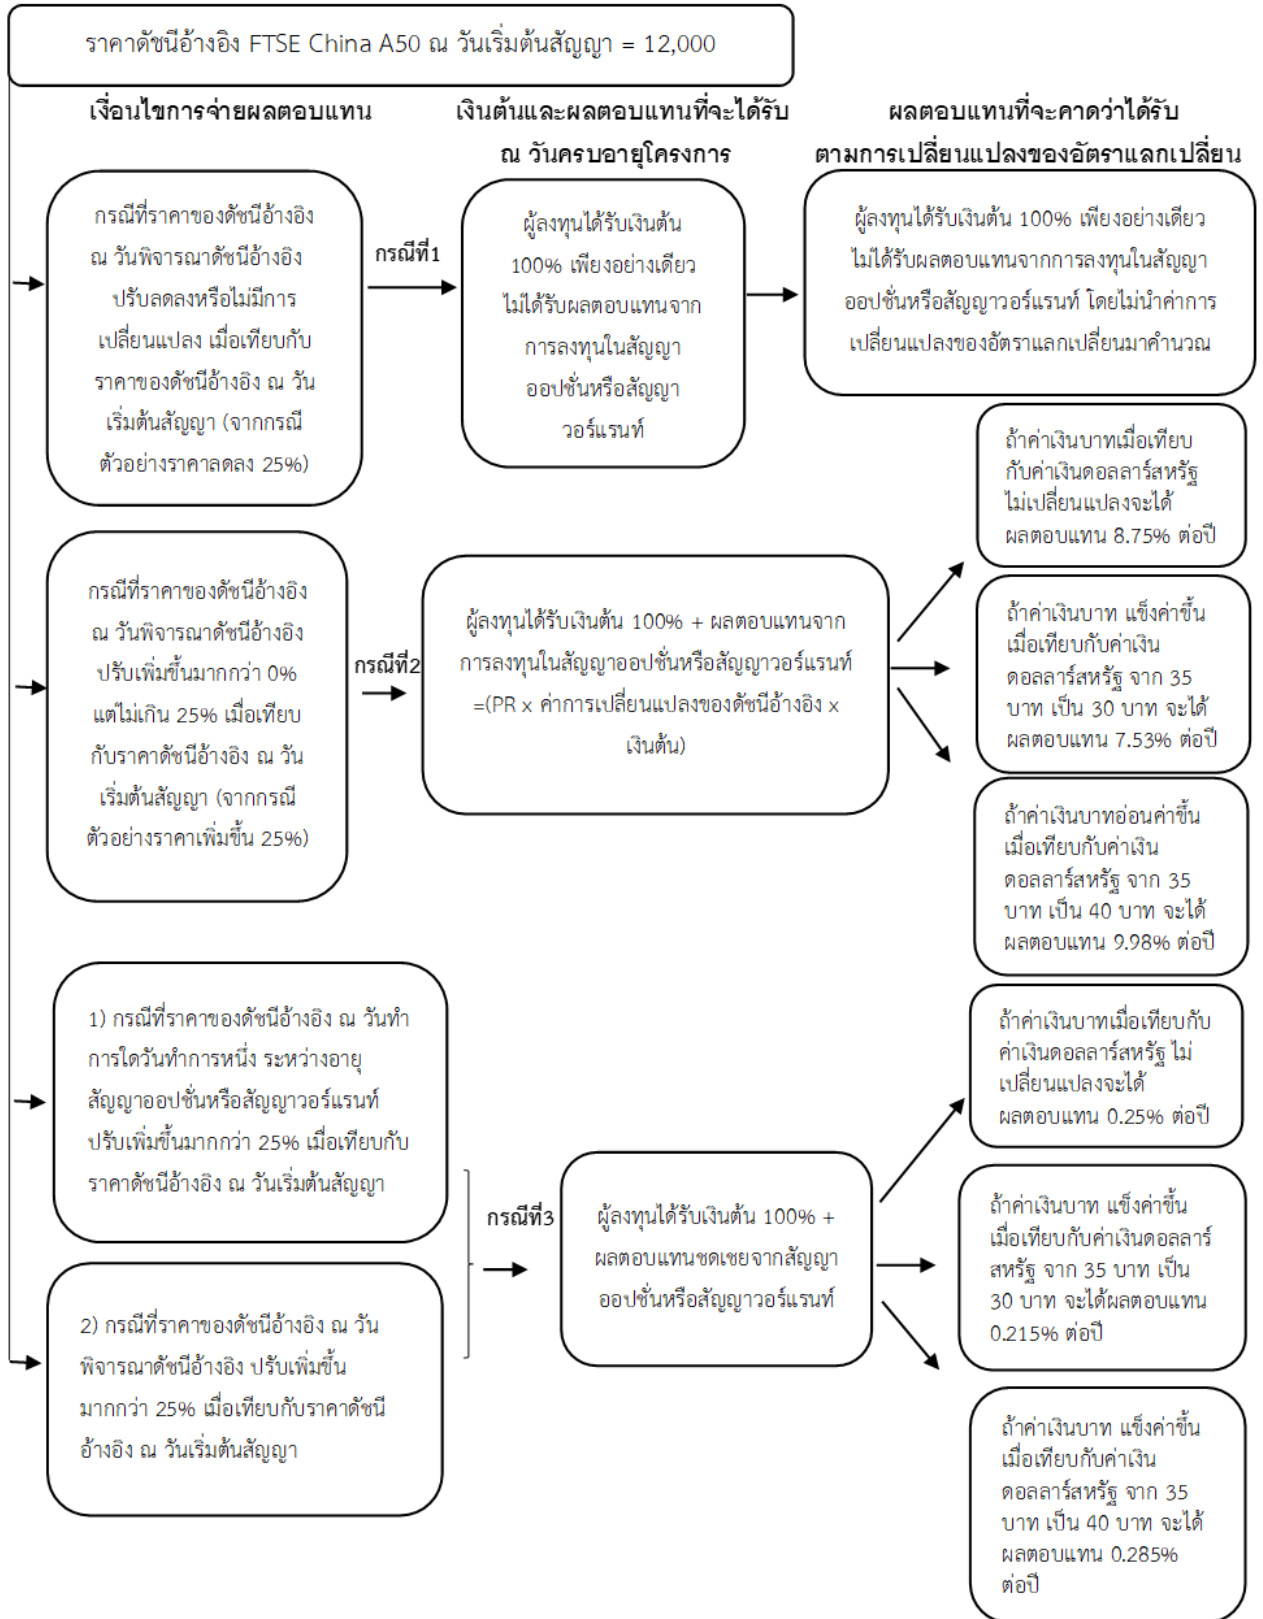 ราคาดัชนีอ้างอิง FTSE China A50 ณ วันเริ่มต้นสัญญา = 12,000
เงื่อนไขการจ่ายผลตอบแทน
เงินต้นและผลตอบแทนที่จะได้รับ
ณ วันครบอายุโครงการ
ผลตอบแทนที่จะคาดว่าได้รับ
ตามการเปลี่ยนแปลงของอัตราแลกเปลี่ยน
กรณีที่ราคาของดัชนีอ้างอิง
ณ วันพิจารณาดัชนีอ้างอิง
ปรับลดลงหรือไม่มีการ
เปลี่ยนแปลง เมื่อเทียบกับ
ราคาของดัชนีอ้างอิง ณ วัน
เริ่มต้นสัญญา (จากกรณี
ตัวอย่างราคาลดลง 25%)
กรณีที่1
ผู้ลงทุนได้รับเงินต้น
100% เพียงอย่างเดียว
ไม่ได้รับผลตอบแทนจาก
การลงทุนในสัญญา
ออปชั่นหรือสัญญา
วอร์แรนท์
ผู้ลงทุนได้รับเงินต้น 100% เพียงอย่างเดียว
ไม่ได้รับผลตอบแทนจากการลงทุนในสัญญา
ออปชั่นหรือสัญญาวอร์แรนท์ โดยไม่นำค่าการ
เปลี่ยนแปลงของอัตราแลกเปลี่ยนมาคำนวณ
กรณีที่ราคาของดัชนีอ้างอิง
ณ วันพิจารณาดัชนีอ้างอิง
ปรับเพิ่มขึ้นมากกว่า 0%
แต่ไม่เกิน 25% เมื่อเทียบ
กับราคาดัชนีอ้างอิง ณ วัน
เริ่มต้นสัญญา (จากกรณี
ตัวอย่างราคาเพิ่มขึ้น 25%)
กรณีที่2
ผู้ลงทุนได้รับเงินต้น 100% + ผลตอบแทนจาก
การลงทุนในสัญญาออปชั่นหรือสัญญาวอร์แรนท์
=(PR x ค่าการเปลี่ยนแปลงของดัชนีอ้างอิง x
เงินต้น)
ถ้าค่าเงินบาทเมื่อเทียบ
กับค่าเงินดอลลาร์สหรัฐ
ไม่เปลี่ยนแปลงจะได้
ผลตอบแทน 8.75% ต่อปี
ถ้าค่าเงินบาท แข็งค่าขึ้น
เมื่อเทียบกับค่าเงิน
ดอลลาร์สหรัฐ จาก 35
บาท เป็น 30 บาท จะได้
ผลตอบแทน 7.53% ต่อปี
ถ้าค่าเงินบาทอ่อนค่าขึ้น
เมื่อเทียบกับค่าเงิน
ดอลลาร์สหรัฐ จาก 35
บาท เป็น 40 บาท จะได้
ผลตอบแทน 9.98% ต่อปี
1) กรณีที่ราคาของดัชนีอ้างอิง ณ วันทำ
การใดวันทำการหนึ่ง ระหว่างอายุ
สัญญาออปชั่นหรือสัญญาวอร์แรนท์
ปรับเพิ่มขึ้นมากกว่า 25% เมื่อเทียบกับ
ราคาดัชนีอ้างอิง ณ วันเริ่มต้นสัญญา
2) กรณีที่ราคาของดัชนีอ้างอิง ณ วัน
พิจารณาดัชนีอ้างอิง ปรับเพิ่มขึ้น
มากกว่า 25% เมื่อเทียบกับราคาดัชนี
อ้างอิง ณ วันเริ่มต้นสัญญา
กรณีที่3
ผู้ลงทุนได้รับเงินต้น 100% +
ผลตอบแทนชดเชยจากสัญญา
ออปชั่นหรือสัญญาวอร์แรนท์
ถ้าค่าเงินบาทเมื่อเทียบกับ
ค่าเงินดอลลาร์สหรัฐ ไม่
เปลี่ยนแปลงจะได้
ผลตอบแทน 0.25% ต่อปี
ถ้าค่าเงินบาท แข็งค่าขึ้น
เมื่อเทียบกับค่าเงินดอลลาร์
สหรัฐ จาก 35 บาท เป็น
30 บาท จะได้ผลตอบแทน
0.215% ต่อปี
ถ้าค่าเงินบาท แข็งค่าขึ้น
เมื่อเทียบกับค่าเงิน
ดอลลาร์สหรัฐ จาก 35
บาท เป็น 40 บาท จะได้
ผลตอบแทน 0.285%
ต่อปี